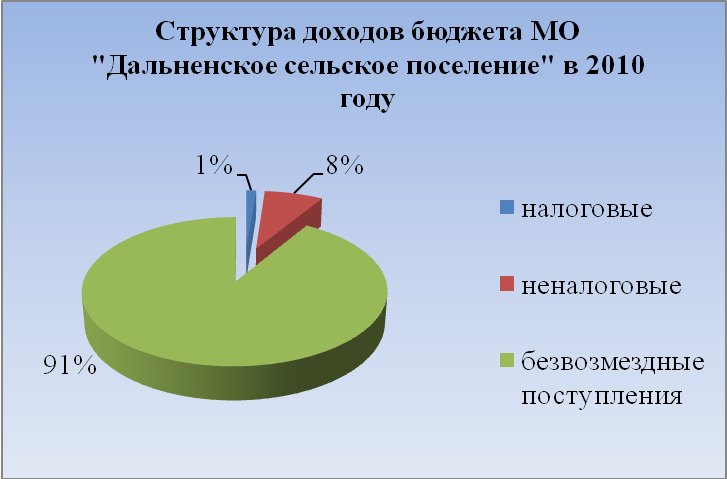 Структура доходов бюджета МО
"Дальненское сельское поселение" в 2010
году
1%
8%
91%
налоговые
неналоговые
безвозмездные
поступления